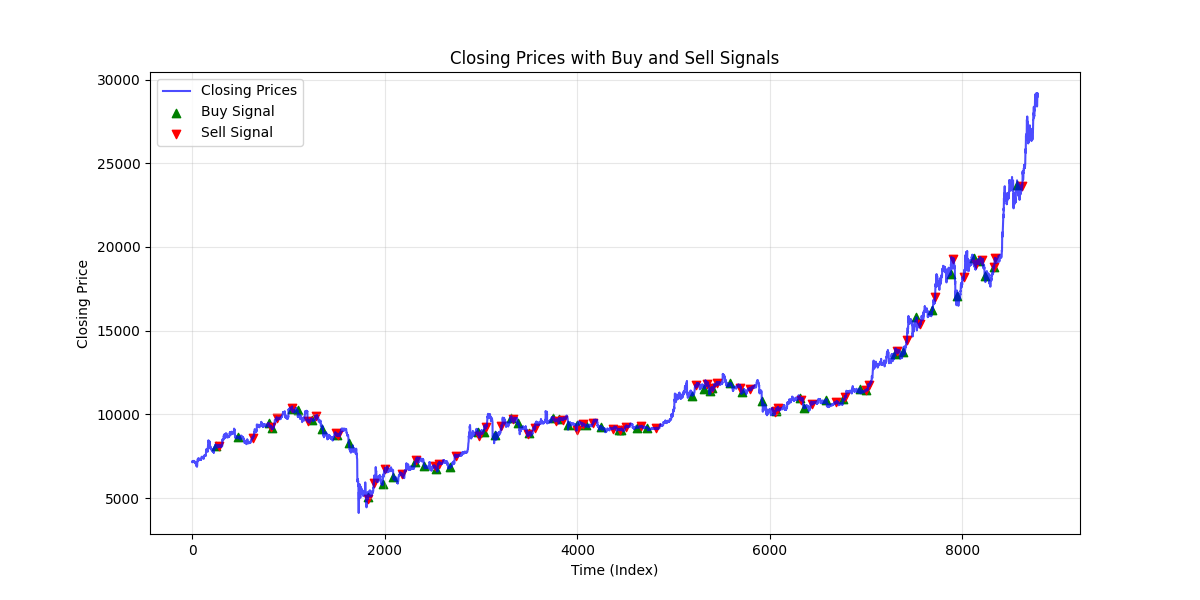 Closing Prices with Buy and Sell Signals
Closing Prices
Buy Signal
Sell Signal
Closing Price
30000
25000
20000
15000
10000
5000
0 2000 4000 6000 8000
Time (Index)